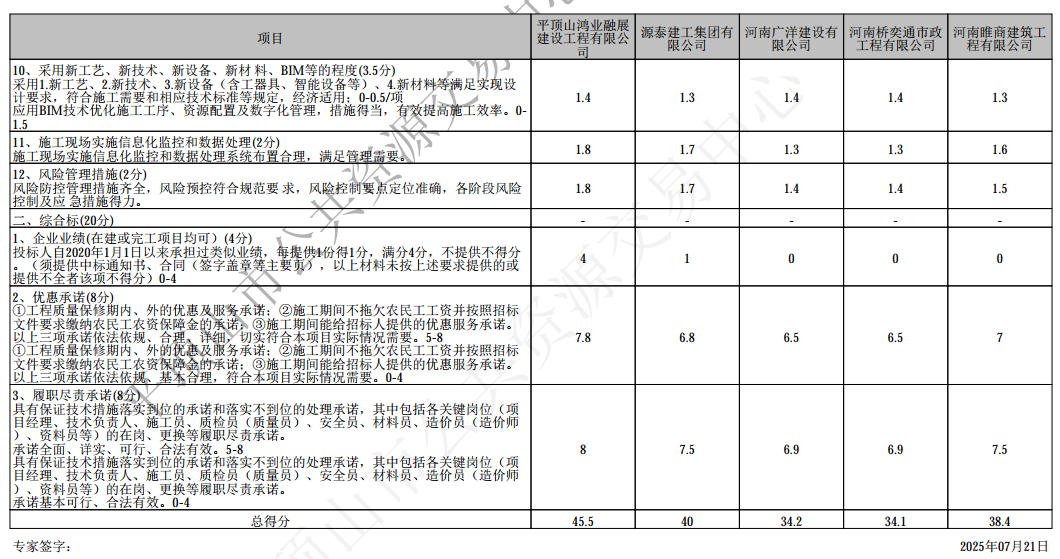 项目 平顶山鸿业融展建设工程有限公司 源泰建工集团有限公司 河南广洋建设有限公司 河南桥奕通市政工程有限公司 河南睢商建筑工程有限公司
10、采用新工艺、新技术、新设备、新材 料、BIM等的程度(3.5分)
采用1.新工艺、2.新技术、3.新设备（含工器具、智能设备等）、4.新材料等满足实现设
计要求，符合施工需要和相应技术标准等规定，经济适用；0-0.5/项
应用BIM技术优化施工工序、资源配置及数字化管理，措施得当，有效提高施工效率。0-
1.5
1.4 1.3 1.4 1.4 1.3
11、施工现场实施信息化监控和数据处理(2分)
施工现场实施信息化监控和数据处理系统布置合理，满足管理需要。
1.8 1.7 1.3 1.3 1.6
12、风险管理措施(2分)
风险防控管理措施齐全，风险预控符合规范要 求，风险控制要点定位准确，各阶段风险
控制及应 急措施得力。
1.8 1.7 1.4 1.4 1.5
二、综合标(20分) - - - - -
1、企业业绩(在建或完工项目均可）(4分)
投标人自2020年1月1日以来承担过类似业绩，每提供1份得1分，满分4分，不提供不得分
。（须提供中标通知书、合同（签字盖章等主要页），以上材料未按上述要求提供的或
提供不全者该项不得分）0-4
4 1 0 0 0
2、优惠承诺(8分)
①工程质量保修期内、外的优惠及服务承诺；②施工期间不拖欠农民工工资并按照招标
文件要求缴纳农民工农资保障金的承诺；③施工期间能给招标人提供的优惠服务承诺。
以上三项承诺依法依规、合理、详细，切实符合本项目实际情况需要。5-8
①工程质量保修期内、外的优惠及服务承诺；②施工期间不拖欠农民工工资并按照招标
文件要求缴纳农民工农资保障金的承诺；③施工期间能给招标人提供的优惠服务承诺。
以上三项承诺依法依规、基本合理，符合本项目实际情况需要。0-4
7.8 6.8 6.5 6.5 7
3、履职尽责承诺(8分)
具有保证技术措施落实到位的承诺和落实不到位的处理承诺，其中包括各关键岗位（项
目经理、技术负责人、施工员、质检员（质量员）、安全员、材料员、造价员（造价师
）、资料员等）的在岗、更换等履职尽责承诺。
承诺全面、详实、可行、合法有效。5-8
具有保证技术措施落实到位的承诺和落实不到位的处理承诺，其中包括各关键岗位（项
目经理、技术负责人、施工员、质检员（质量员）、安全员、材料员、造价员（造价师
）、资料员等）的在岗、更换等履职尽责承诺。
承诺基本可行、合法有效。0-4
8 7.5 6.9 6.9 7.5
总得分 45.5 40 34.2 34.1 38.4
专家签字： 2025年07月21日
平顶山市公共资源交易中心
顶山市公共资源交易中心